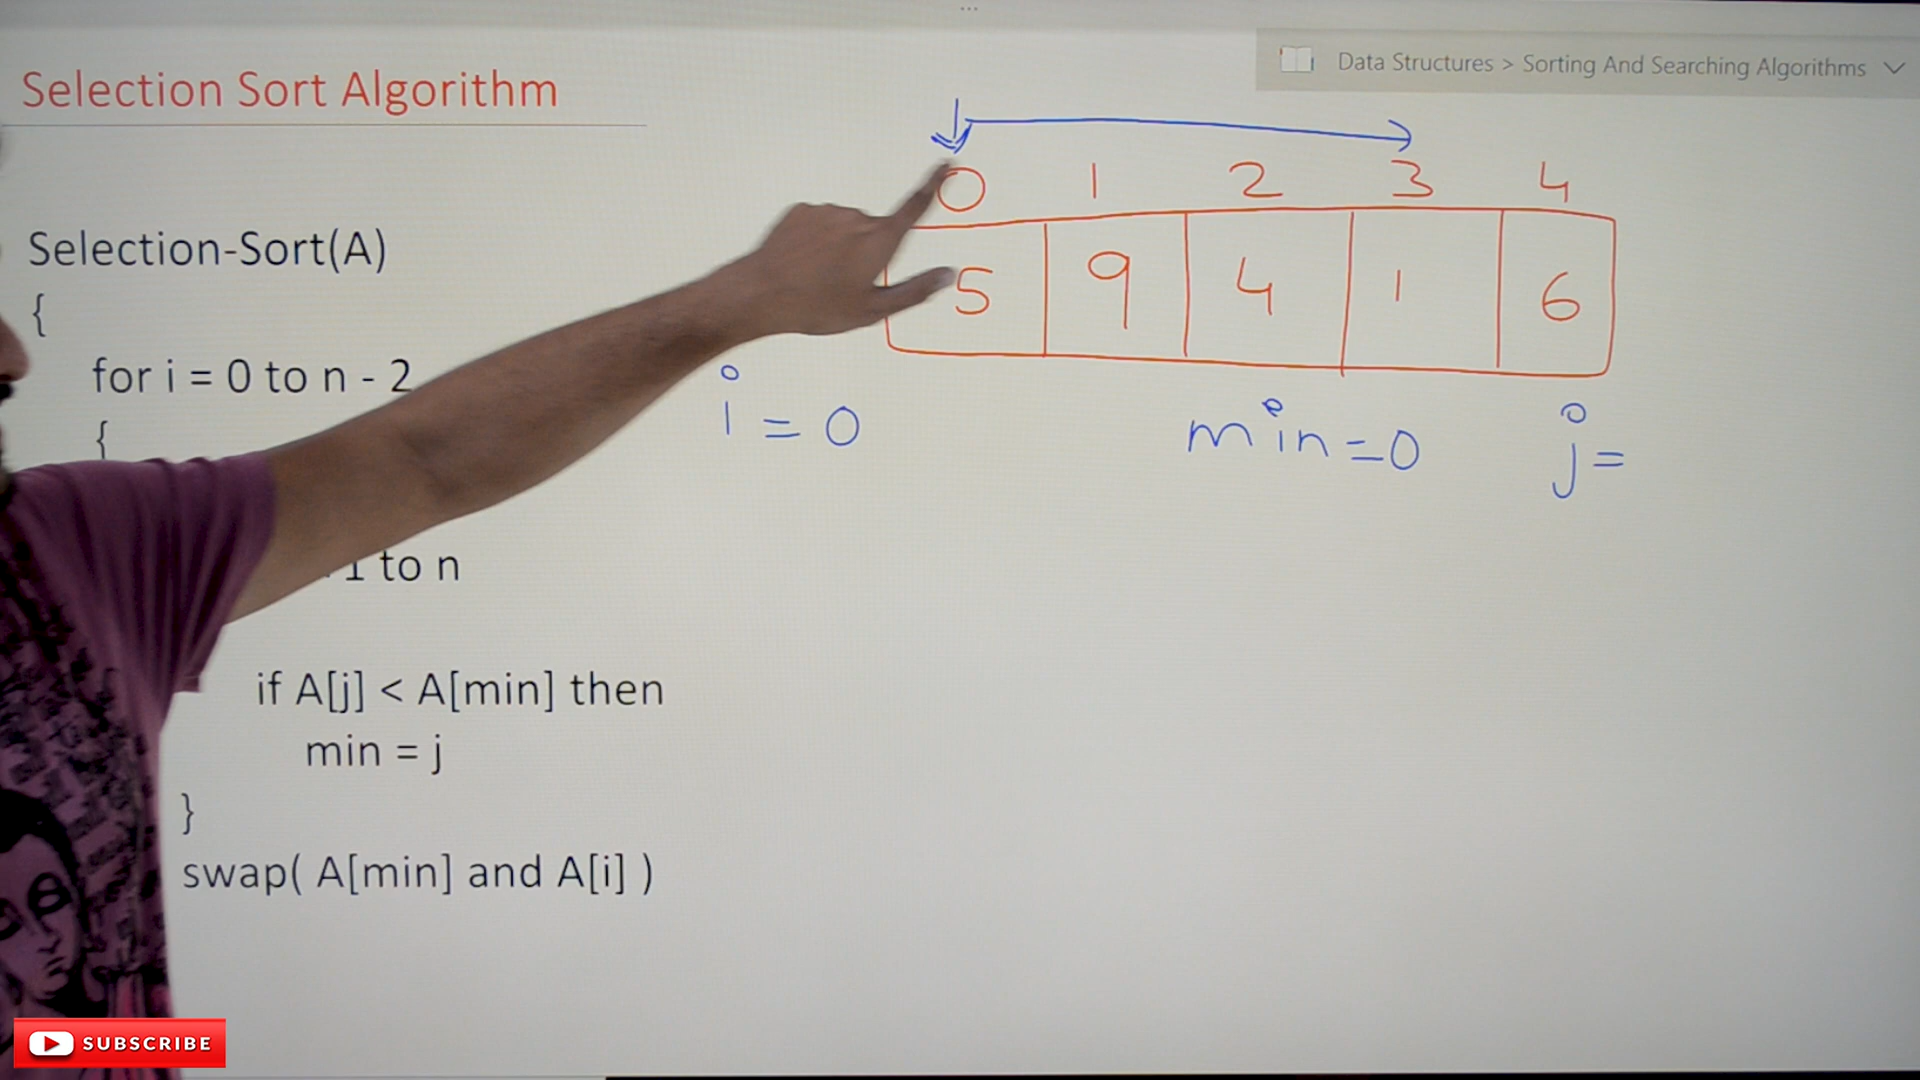 Data Structures > Sorting And Searching Algorithms
Selection Sort Algorithm
0 1 2 3 4
5 9 4 1 6
i = 0
min = 0
j =
Selection-Sort(A)
{
for i = 0 to n - 2
{
1 to n
if A[j] < A[min] then
min = j
}
swap( A[min] and A[i] )
SUBSCRIBE